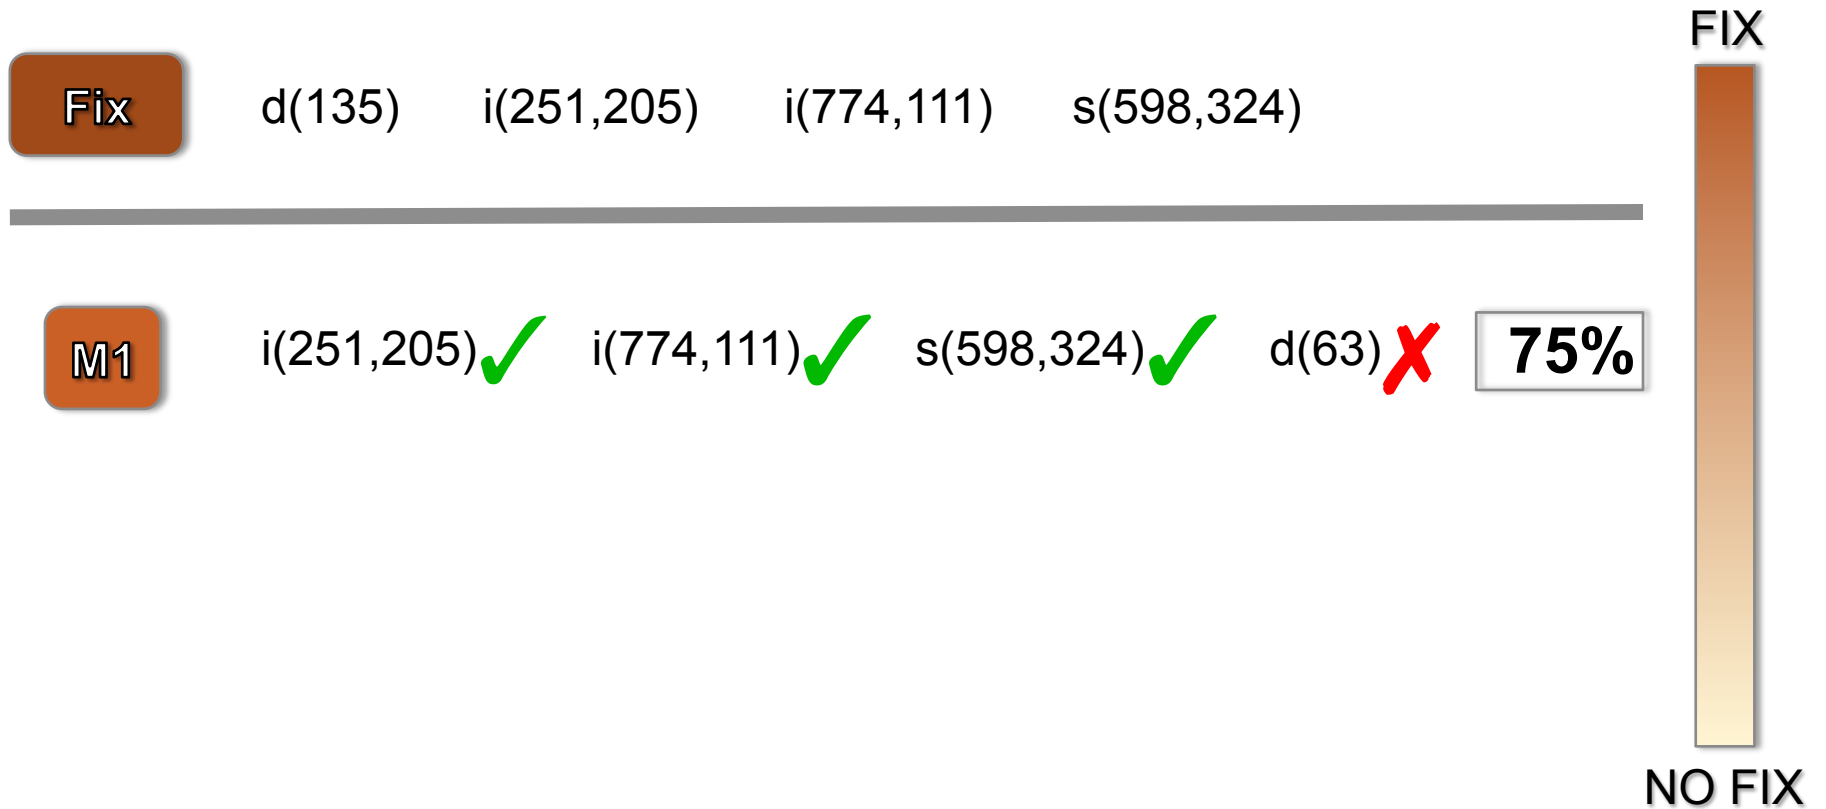 FIX
Fix d(135) i(251,205) i(774,111) s(598,324)
M1 i(251,205) i(774,111) s(598,324) d(63) 75%
NO FIX